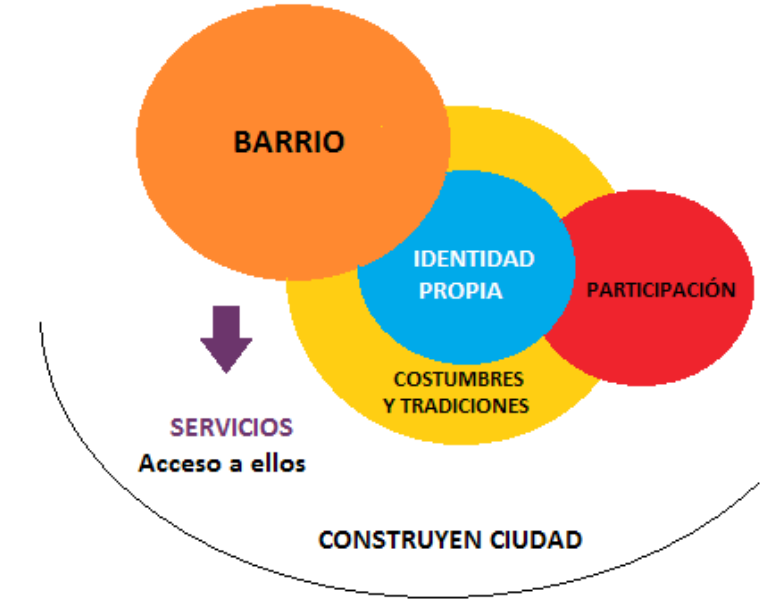 BARRIO
IDENTIDAD
PROPIA
PARTICIPACIÓN
COSTUMBRES
Y TRADICIONES
SERVICIOS
Acceso a ellos
CONSTRUYEN CIUDAD